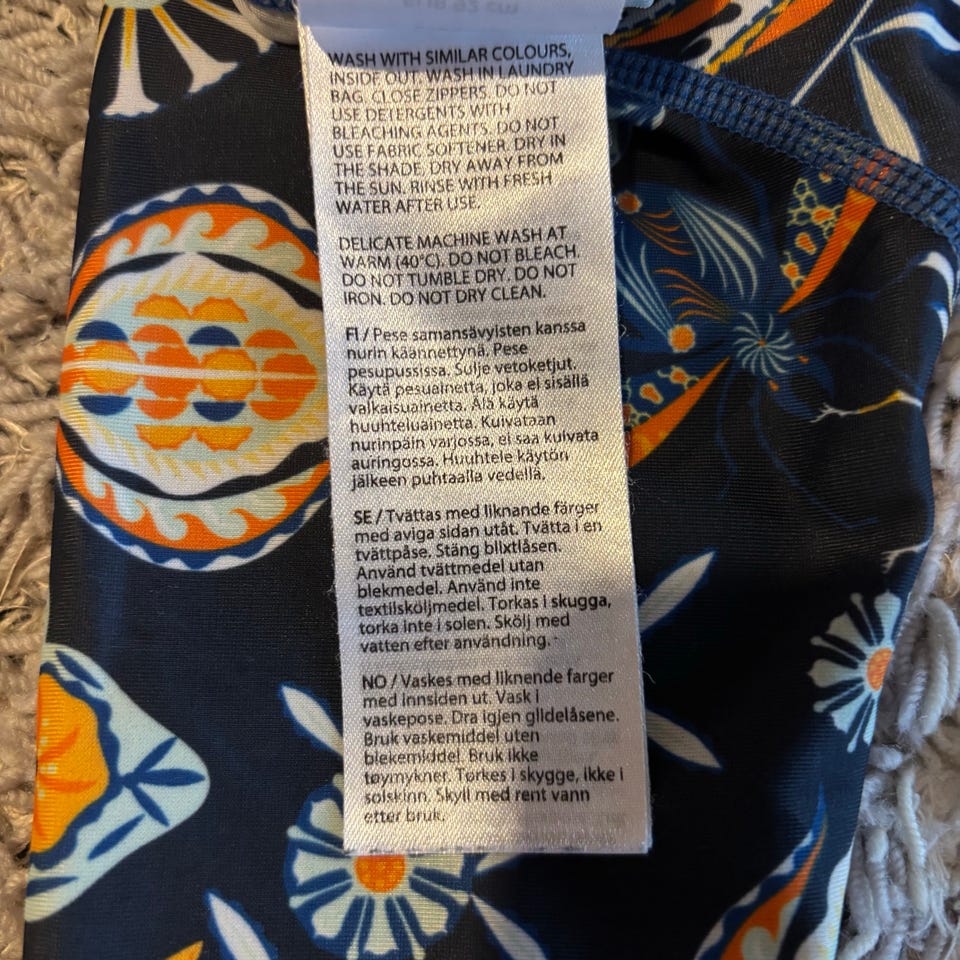 WASH WITH SIMILAR COLOURS,
INSIDE OUT. WASH IN LAUNDRY
BAG. CLOSE ZIPPERS. DO NOT
USE DETERGENTS WITH
BLEACHING AGENTS. DO NOT
USE FABRIC SOFTENER. DRY IN
THE SHADE, DRY AWAY FROM
THE SUN. RINSE WITH FRESH
WATER AFTER USE.
DELICATE MACHINE WASH AT
WARM (40°C). DO NOT BLEACH.
DO NOT TUMBLE DRY. DO NOT
IRON. DO NOT DRY CLEAN.
FI / Pese samansävyisten kanssa
nurin käännettynä. Pese
pesupussissa. Sulje vetoketjut.
Käytä pesuainetta, joka ei sisällä
valkaisuainetta. Älä käytä
huuhteluainetta. Kuivataan
nurinpäin varjossa, ei saa kuivata
auringossa. Huuhtele käytön
jälkeen puhtaalla vedellä.
SE / Tvättas med liknande färger
med aviga sidan utåt. Tvätta i en
tvättpåse. Stäng blixtlåsen.
Använd tvättmedel utan
blekmedel. Använd inte
textilsköljmedel. Torkas i skugga,
torka inte i solen. Skölj med
vatten efter användning.
NO / Vaskes med liknende farger
med innsiden ut. Vask i
vaskepose. Dra igjen glidelåsene.
Bruk vaskemiddel uten
blekemiddel. Bruk ikke
tøymykner. Tørkes i skygge, ikke i
solskinn. Skyll med rent vann
etter bruk.